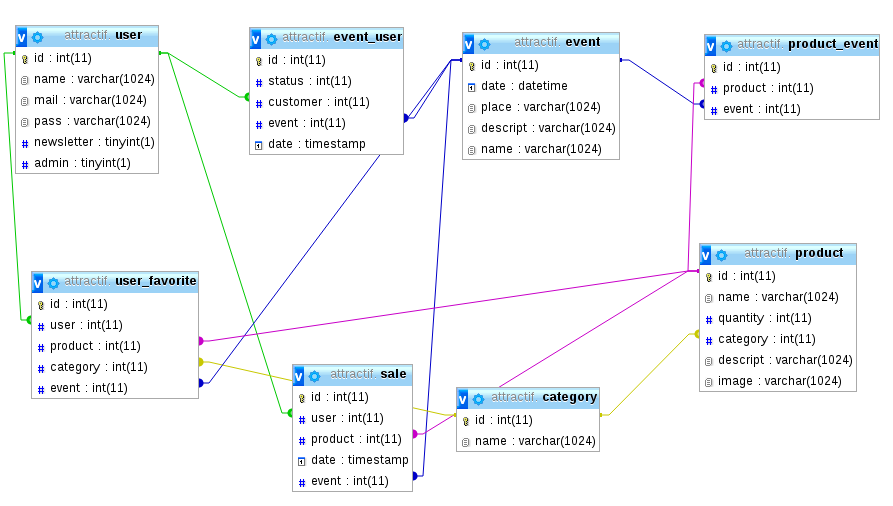 v attractif. user
id : int(11)
name : varchar(1024)
mail : varchar(1024)
pass : varchar(1024)
# newsletter : tinyint(1)
# admin : tinyint(1)
v attractif. event_user
id : int(11)
# status : int(11)
# customer : int(11)
# event : int(11)
date : timestamp
v attractif. event
id : int(11)
date : datetime
place : varchar(1024)
descript : varchar(1024)
name : varchar(1024)
v attractif. product_event
id : int(11)
# product : int(11)
# event : int(11)
v attractif. user_favorite
id : int(11)
# user : int(11)
# product : int(11)
# category : int(11)
# event : int(11)
v attractif. sale
id : int(11)
# user : int(11)
# product : int(11)
date : timestamp
# event : int(11)
v attractif. category
id : int(11)
name : varchar(1024)
v attractif. product
id : int(11)
name : varchar(1024)
# quantity : int(11)
# category : int(11)
descript : varchar(1024)
image : varchar(1024)